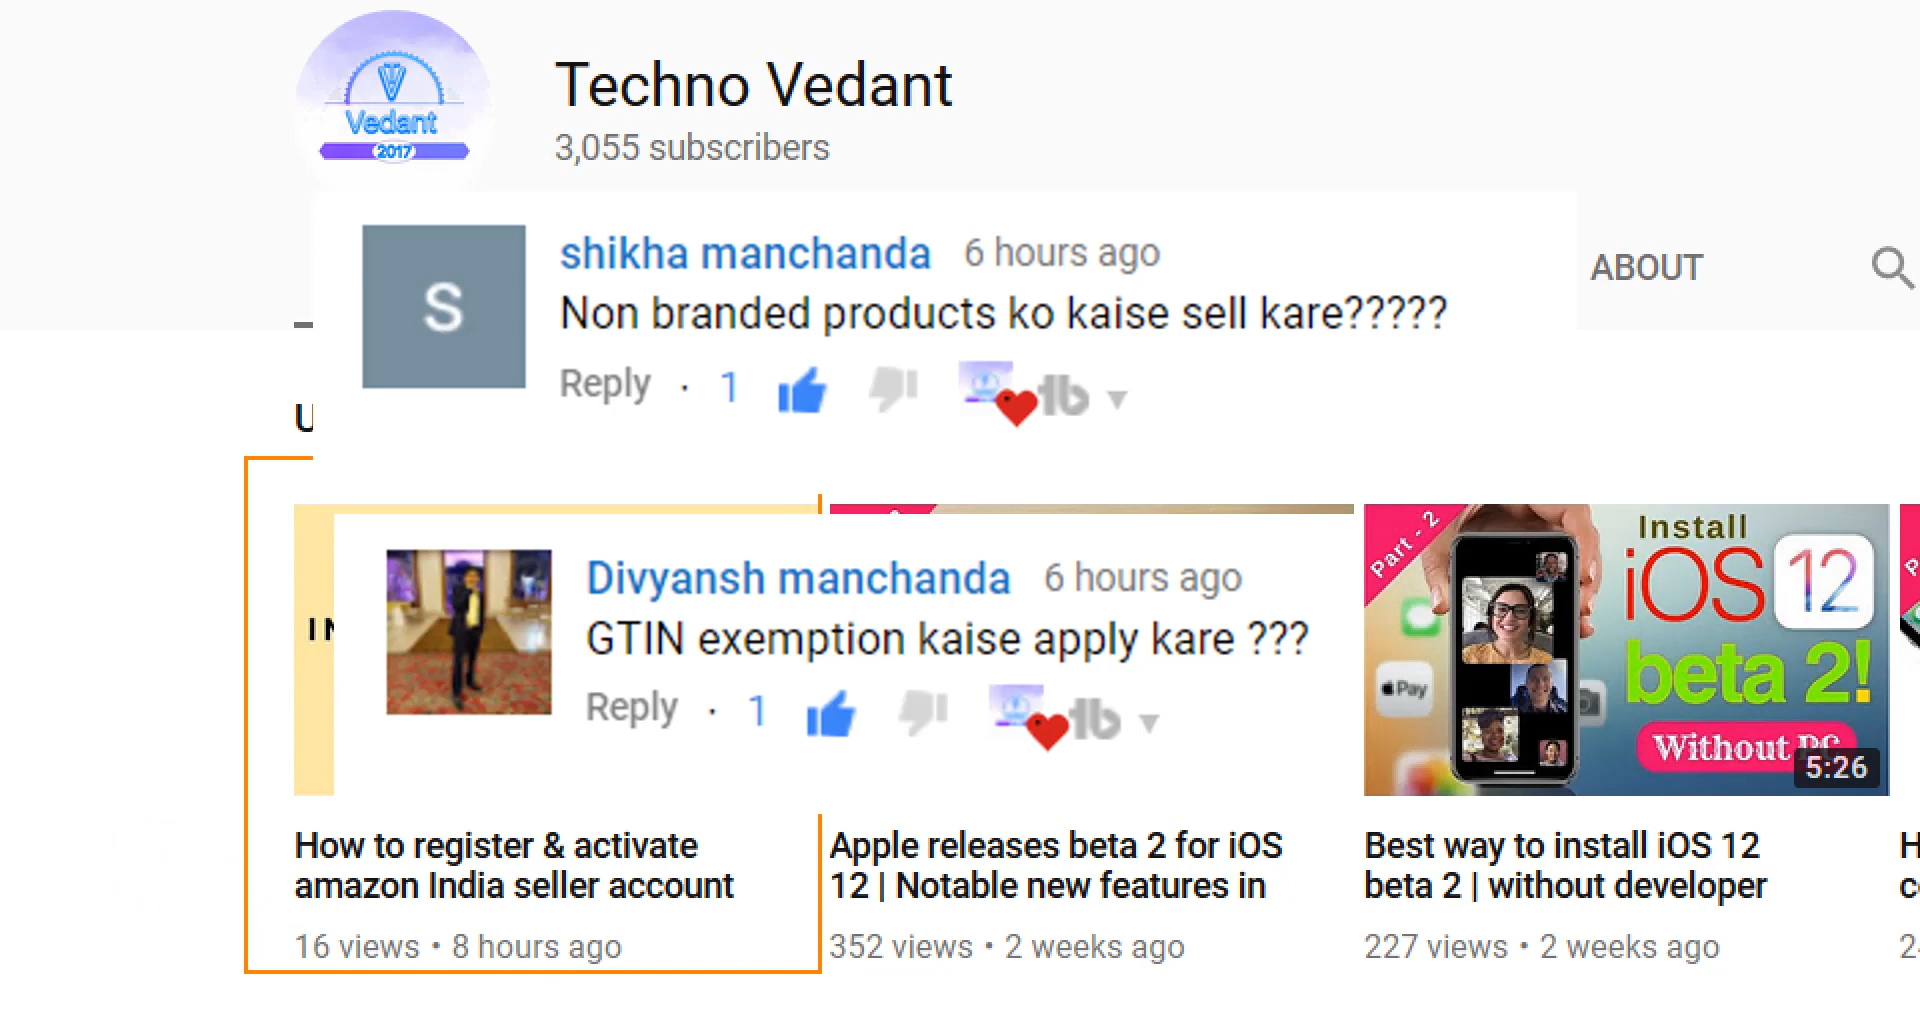 Vedant
2017
Techno Vedant
3,055 subscribers
S
shikha manchanda 6 hours ago
Non branded products ko kaise sell kare?????
Reply · 1
ABOUT
Divyansh manchanda 6 hours ago
GTIN exemption kaise apply kare ???
Reply · 1
Part - 2
Install
iOS 12
beta 2!
Pay
Without PC
5:26
How to register & activate
amazon India seller account
16 views • 8 hours ago
Apple releases beta 2 for iOS
12 | Notable new features in
352 views • 2 weeks ago
Best way to install iOS 12
beta 2 | without developer
227 views • 2 weeks ago